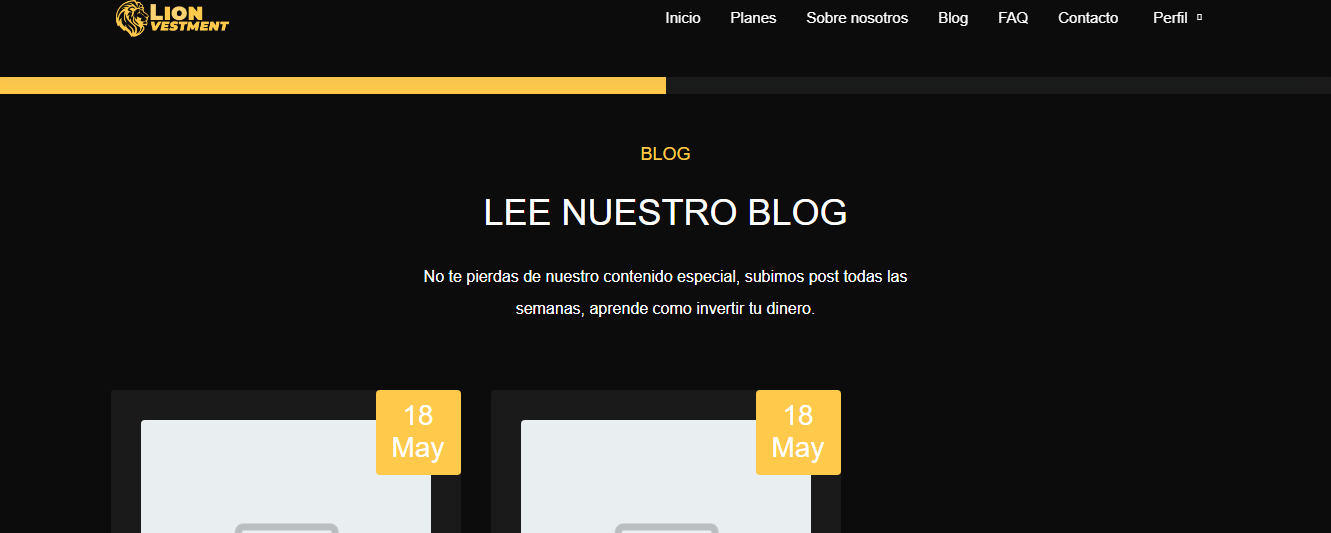 LION
VESTMENT
Inicio Planes Sobre nosotros Blog FAQ Contacto Perfil
BLOG
LEE NUESTRO BLOG
No te pierdas de nuestro contenido especial, subimos post todas las
semanas, aprende como invertir tu dinero.
18
May
18
May